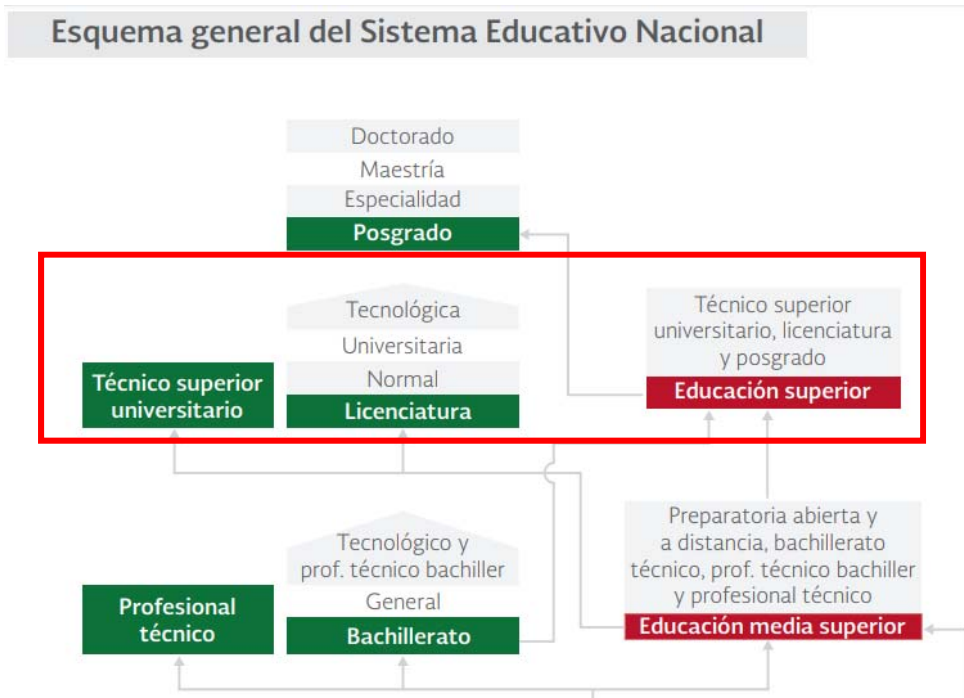 Esquema general del Sistema Educativo Nacional
Doctorado
Maestría
Especialidad
Posgrado
Tecnológica
Universitaria
Normal
Licenciatura
Técnico superior
universitario
Técnico superior
universitario, licenciatura
y posgrado
Educación superior
Tecnológico y
prof. técnico bachiller
General
Bachillerato
Profesional
técnico
Preparatoria abierta y
a distancia, bachillerato
técnico, prof. técnico bachiller
y profesional técnico
Educación media superior